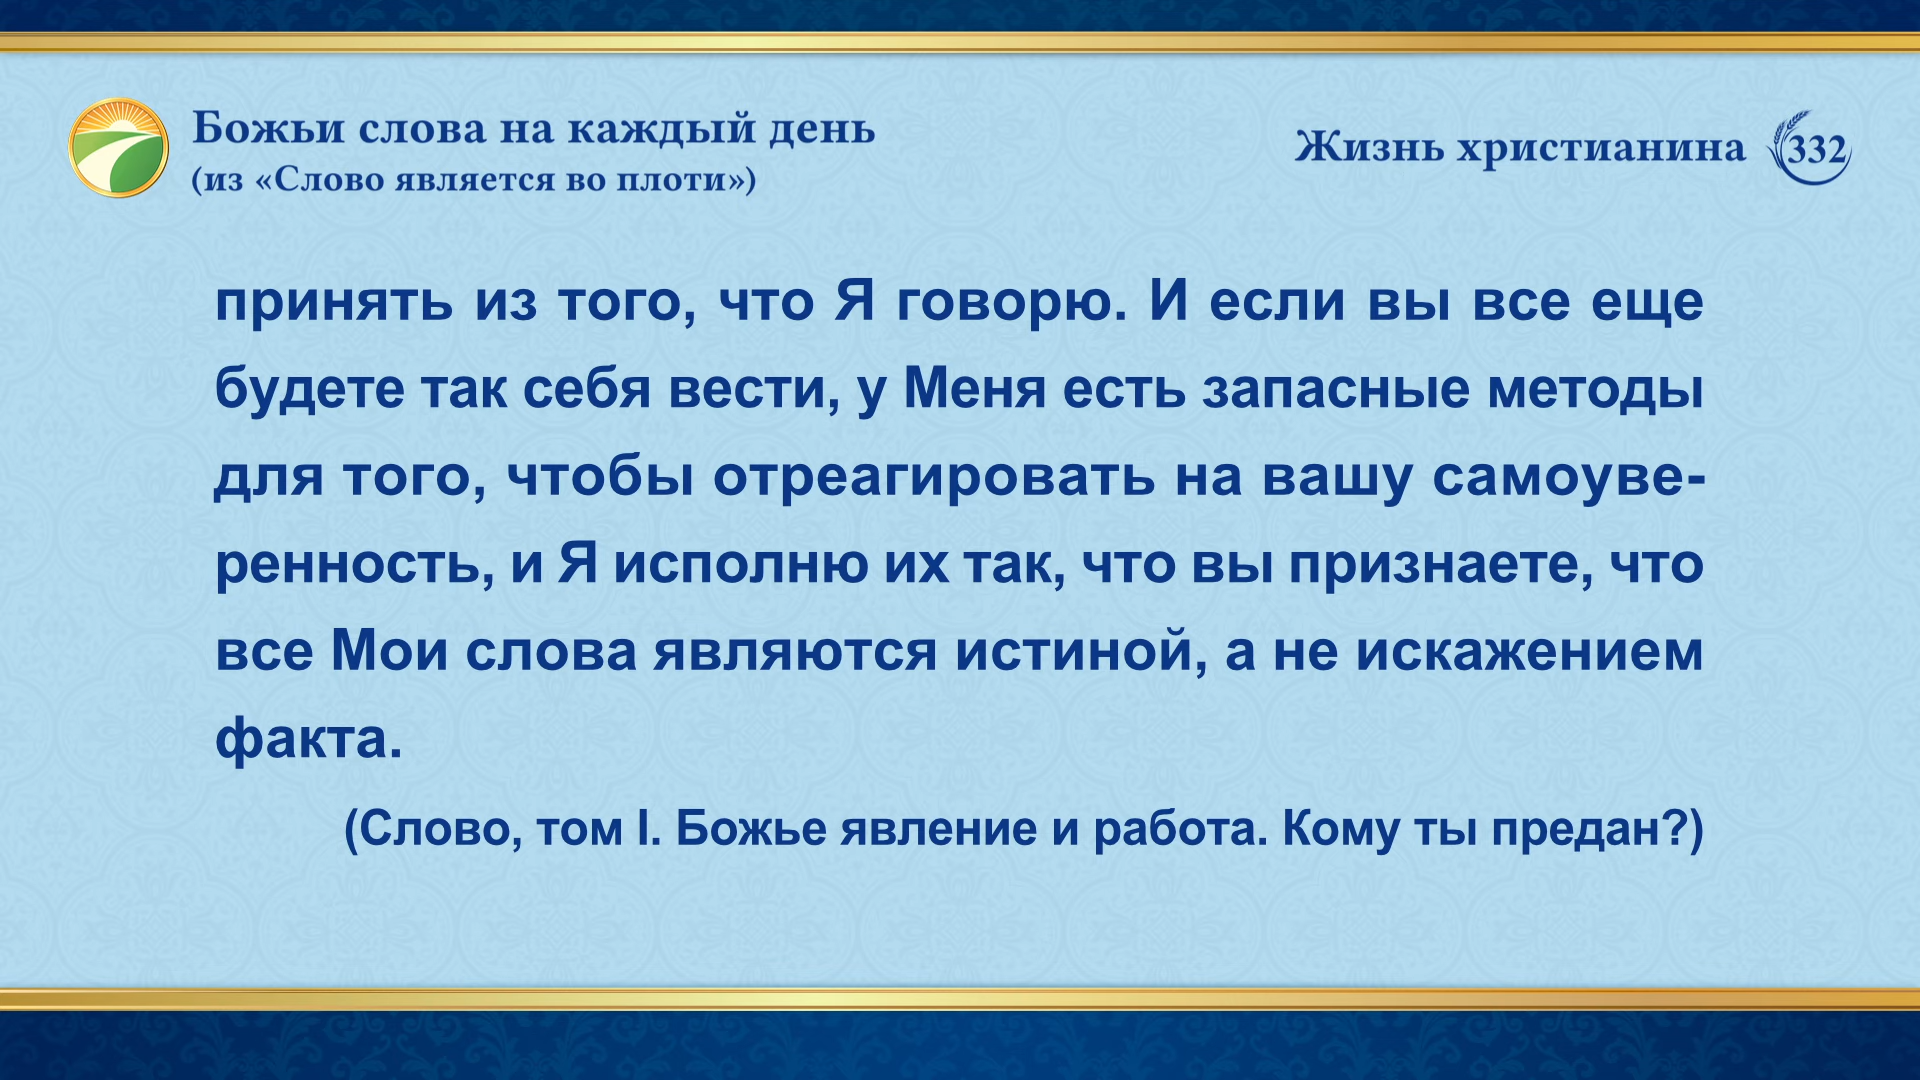 Божьи слова на каждый день
(из «Слово является во плоти»)
Жизнь христианина 332
принять из того, что Я говорю. И если вы все еще
будете так себя вести, у Меня есть запасные методы
для того, чтобы отреагировать на вашу самоуве-
ренность, и Я исполню их так, что вы признаете, что
все Мои слова являются истиной, а не искажением
факта.
(Слово, том I. Божье явление и работа. Кому ты предан?)